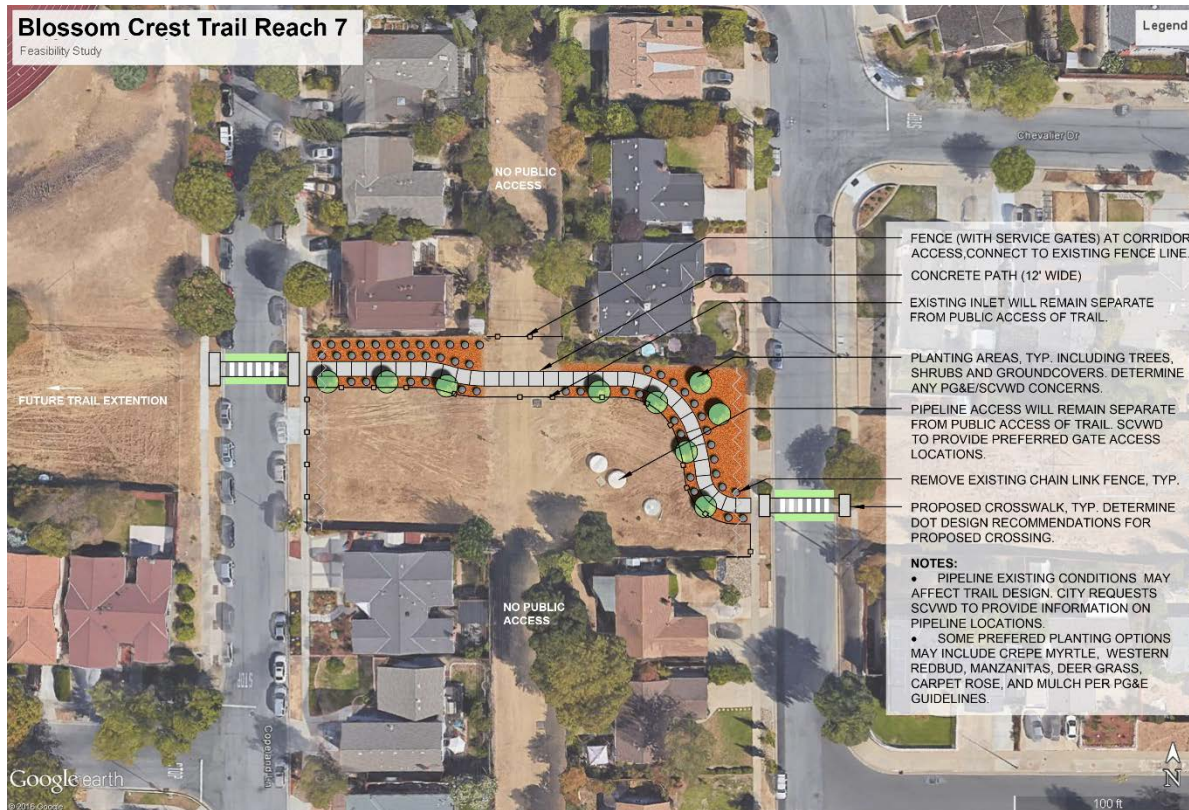 Blossom Crest Trail Reach 7
Feasibility Study
Legend
STOP
Chevalier Dr
NO PUBLIC
ACCESS
FENCE (WITH SERVICE GATES) AT CORRIDOR
ACCESS,CONNECT TO EXISTING FENCE LINE.
CONCRETE PATH (12' WIDE)
EXISTING INLET WILL REMAIN SEPARATE
FROM PUBLIC ACCESS OF TRAIL.
PLANTING AREAS, TYP. INCLUDING TREES,
SHRUBS AND GROUNDCOVERS. DETERMINE
ANY PG&E/SCVWD CONCERNS.
FUTURE TRAIL EXTENTION
PIPELINE ACCESS WILL REMAIN SEPARATE
FROM PUBLIC ACCESS OF TRAIL. SCVWD
TO PROVIDE PREFERRED GATE ACCESS
LOCATIONS.
REMOVE EXISTING CHAIN LINK FENCE, TYP.
PROPOSED CROSSWALK, TYP. DETERMINE
DOT DESIGN RECOMMENDATIONS FOR
PROPOSED CROSSING.
NOTES:
• PIPELINE EXISTING CONDITIONS MAY
AFFECT TRAIL DESIGN. CITY REQUESTS
SCVWD TO PROVIDE INFORMATION ON
PIPELINE LOCATIONS.
• SOME PREFERED PLANTING OPTIONS
MAY INCLUDE CREPE MYRTLE, WESTERN
REDBUD, MANZANITAS, DEER GRASS,
CARPET ROSE, AND MULCH PER PG&E
GUIDELINES.
NO PUBLIC
ACCESS
STOP
STOP
Google earth
© 2016 Google
N
100 ft